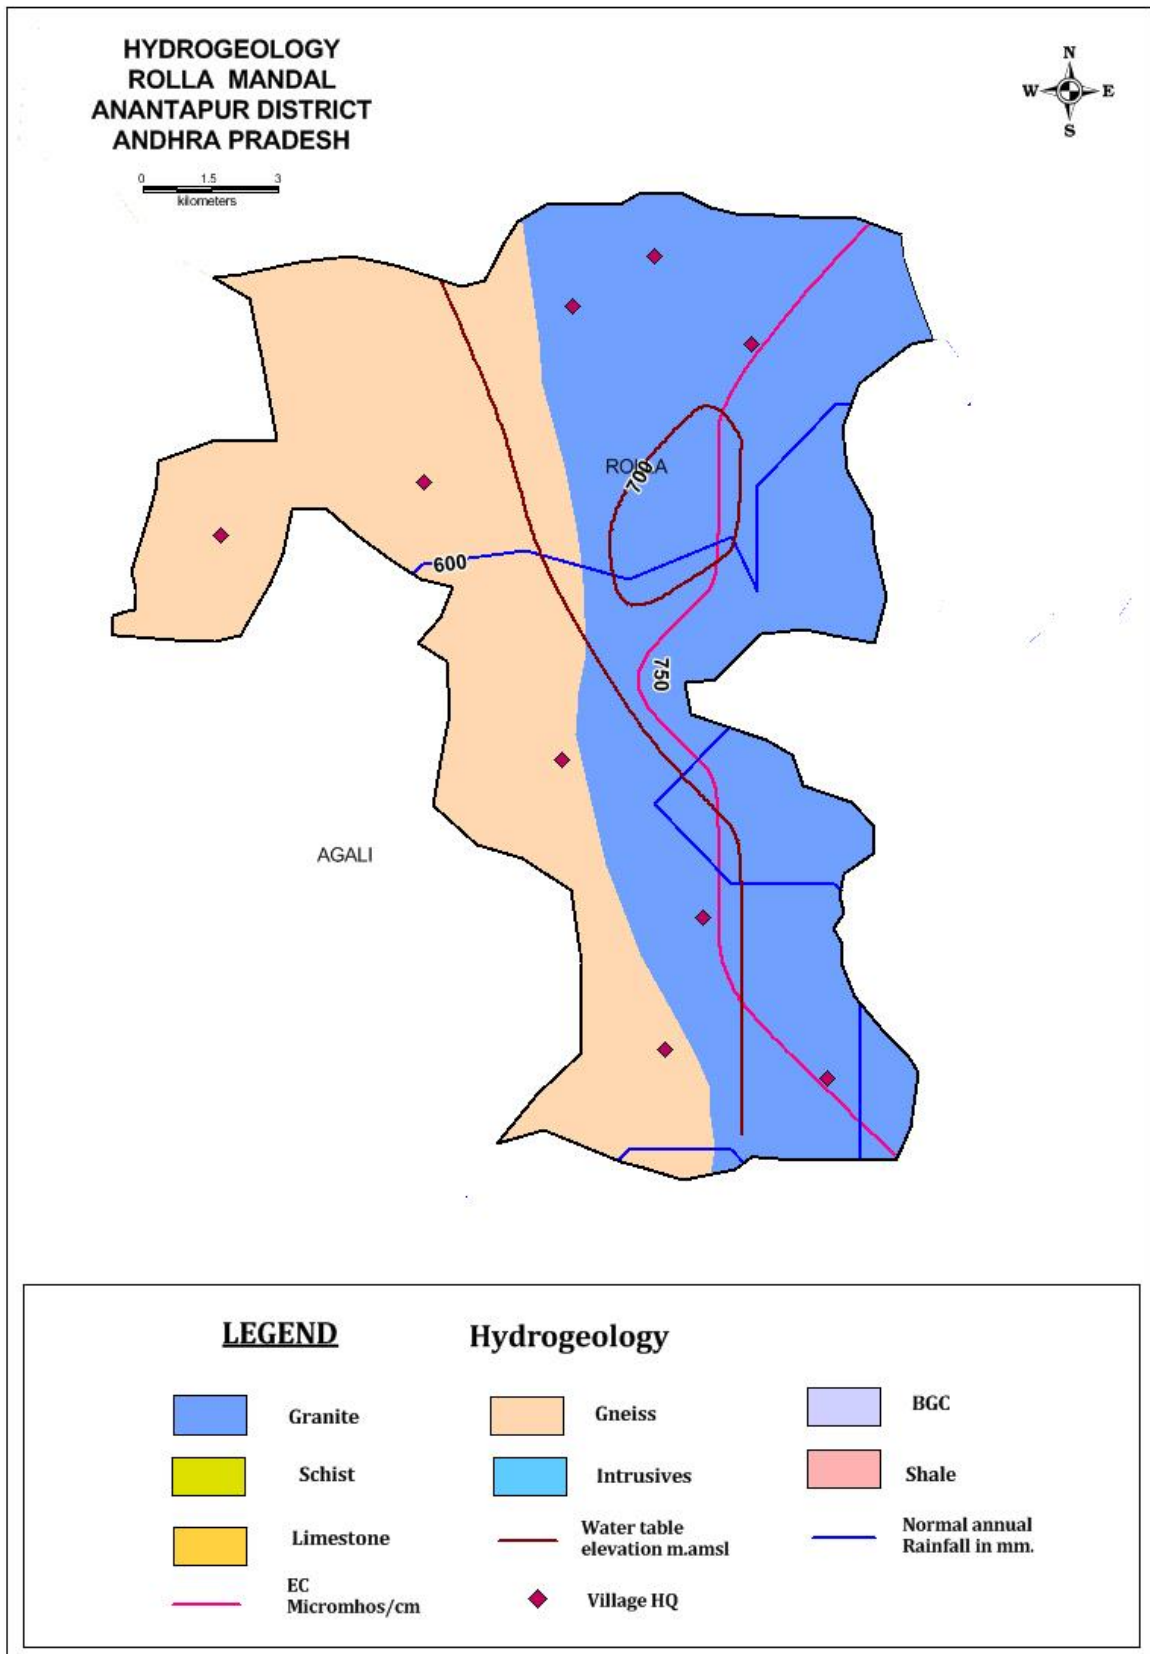 HYDROGEOLOGY
ROLLA MANDAL
ANANTAPUR DISTRICT
ANDHRA PRADESH
N
W E
S
0 1.5 3
kilometers
ROLLA
700
600
750
AGALI
LEGEND Hydrogeology
Granite Gneiss BGC
Schist Intrusives Shale
Limestone
Water table
elevation m.amsl
Normal annual
Rainfall in mm.
EC
Micromhos/cm
Village HQ